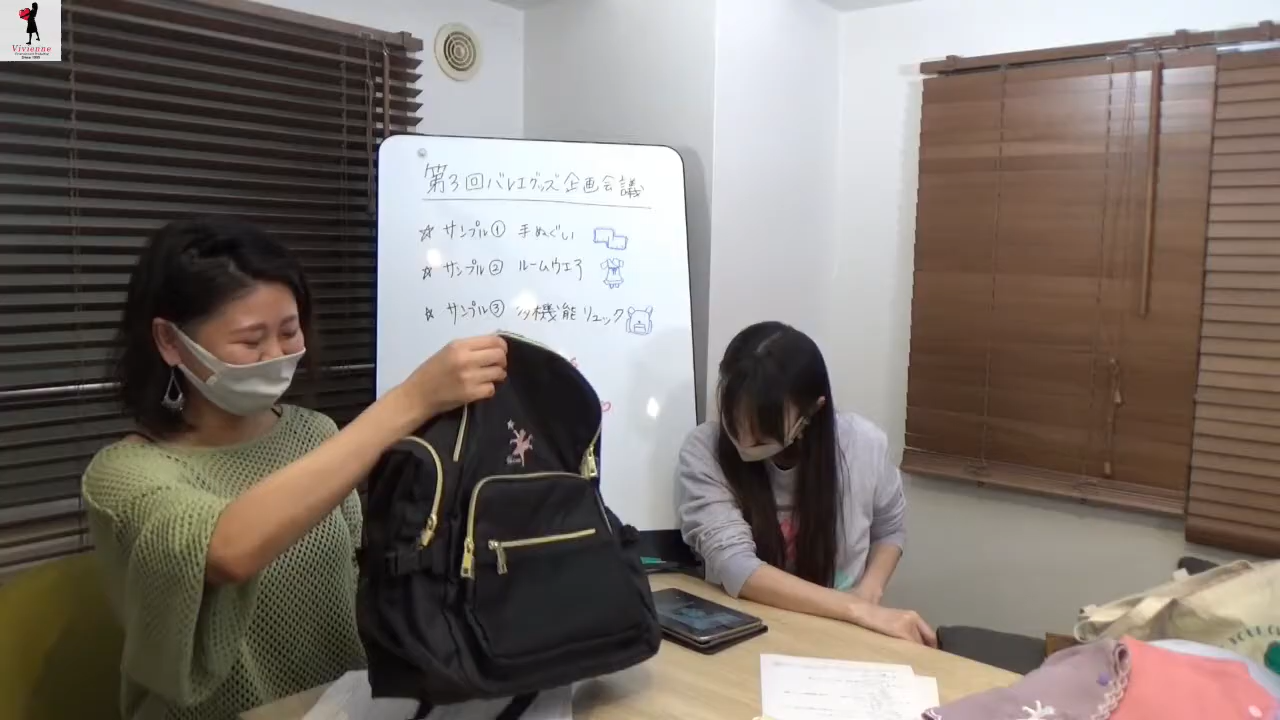 Vivienne
第3回バレエグッズ企画会議
☆ サンプル① 手ぬぐい
サンプル② ルームウェア
☆ サンプル③ 多機能リュック